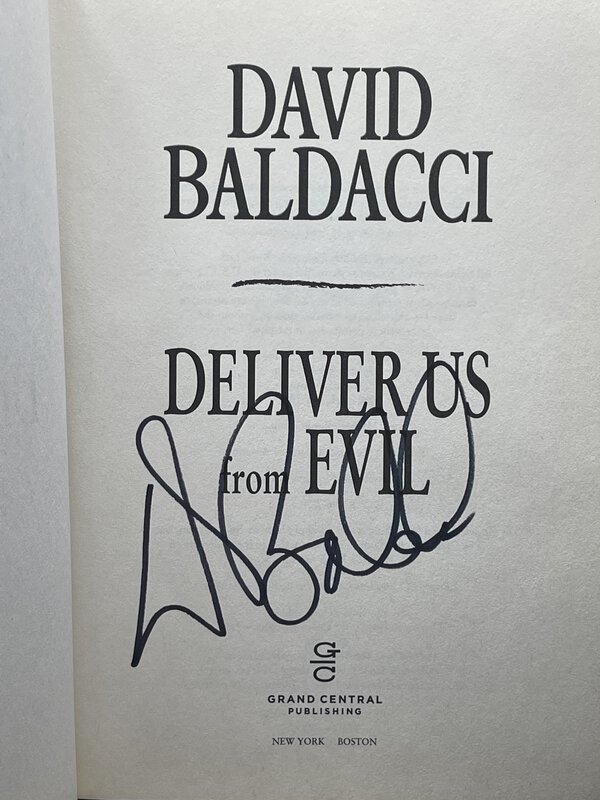 DAVID
BALDACCI
DELIVER US
from EVIL
GRAND CENTRAL
PUBLISHING
NEW YORK BOSTON